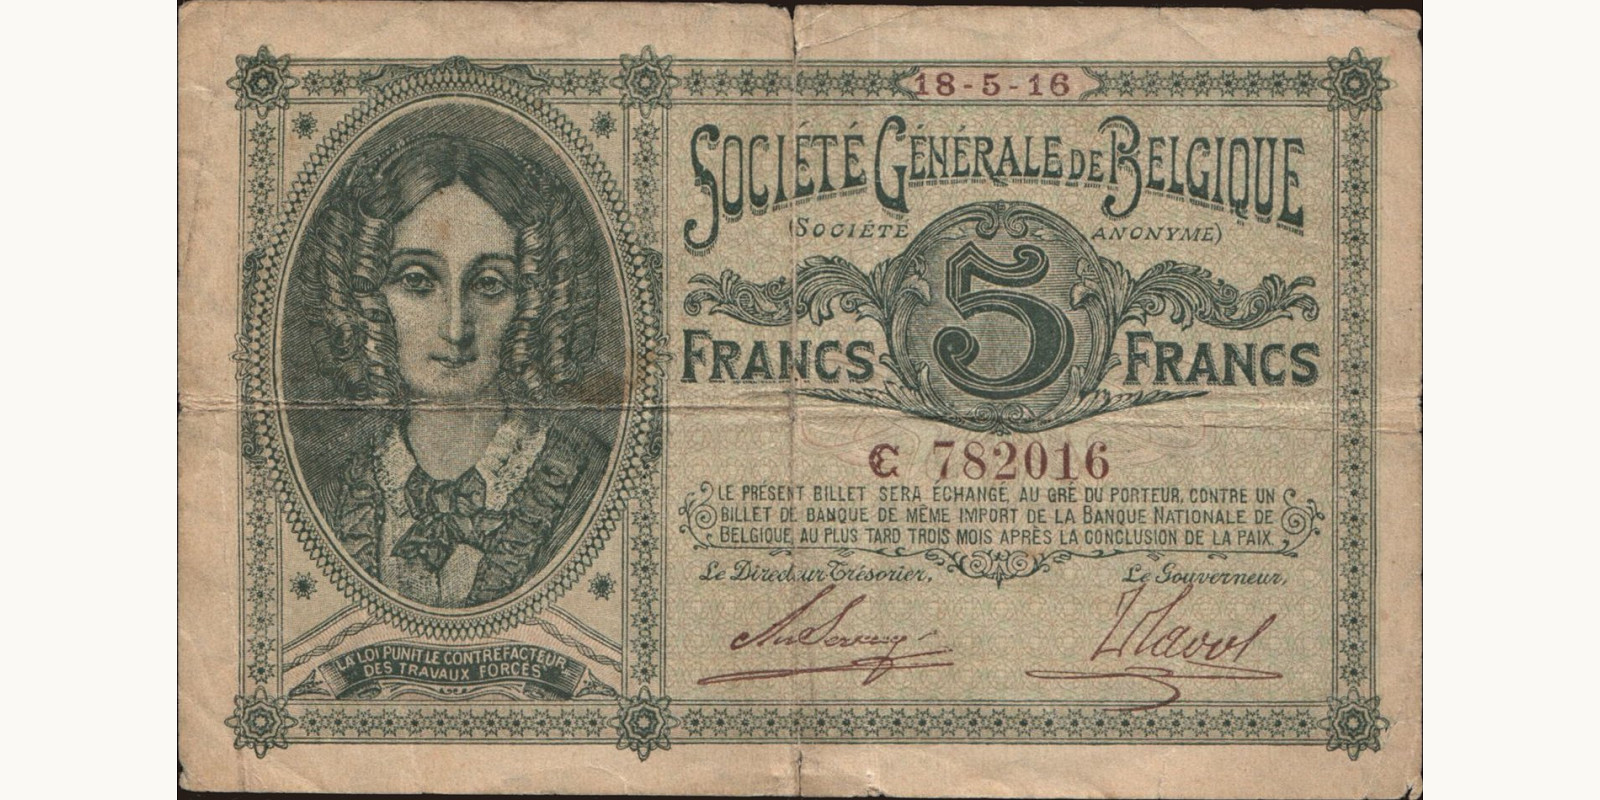 18-5-16
SOCIÉTÉ GÉNÉRALE DE BELGIQUE
(SOCIÉTÉ ANONYME)
5
FRANCS FRANCS
C 782016
LE PRÉSENT BILLET SERA ÉCHANGÉ, AU GRÉ DU PORTEUR, CONTRE UN
BILLET DE BANQUE DE MÊME IMPORT DE LA BANQUE NATIONALE DE
BELGIQUE, AU PLUS TARD TROIS MOIS APRÈS LA CONCLUSION DE LA PAIX.
Le Directeur Trésorier, Le Gouverneur,
LA LOI PUNIT LE CONTREFACTEUR
DES TRAVAUX FORCÉS